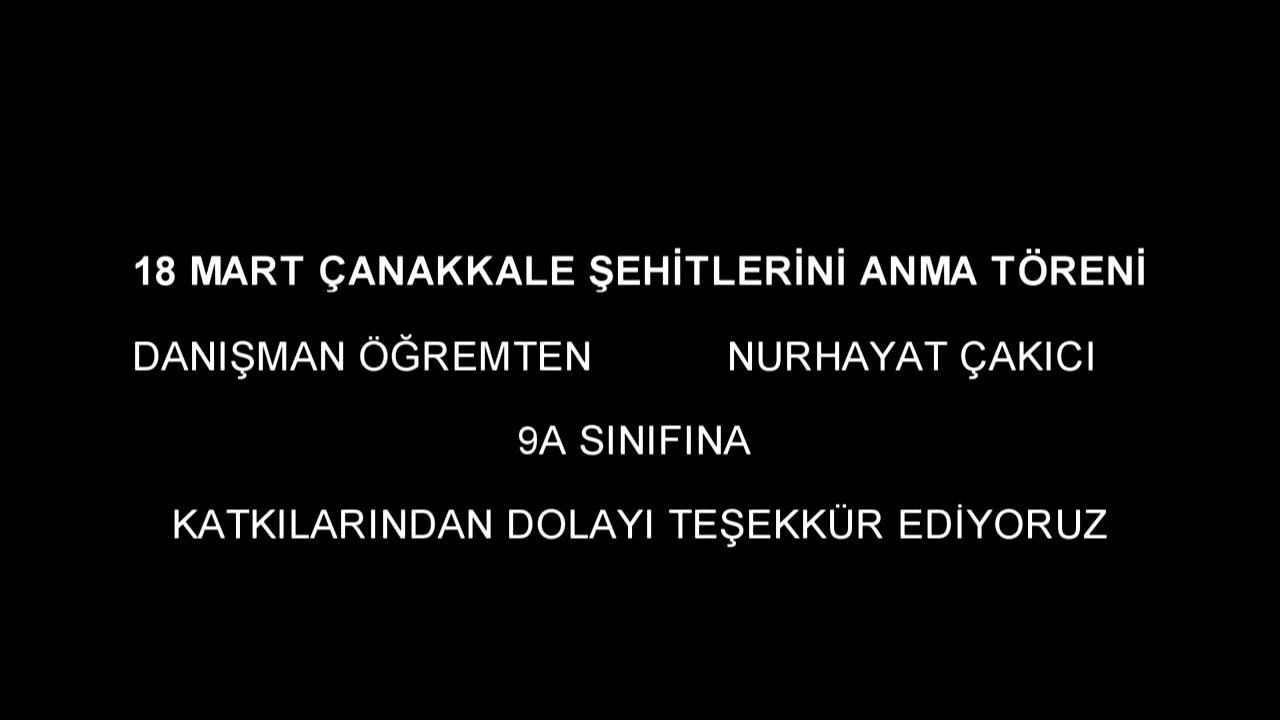 18 MART ÇANAKKALE ŞEHİTLERİNİ ANMA TÖRENİ
DANIŞMAN ÖĞREMTEN NURHAYAT ÇAKICI
9A SINIFINA
KATKILARINDAN DOLAYI TEŞEKKÜR EDİYORUZ